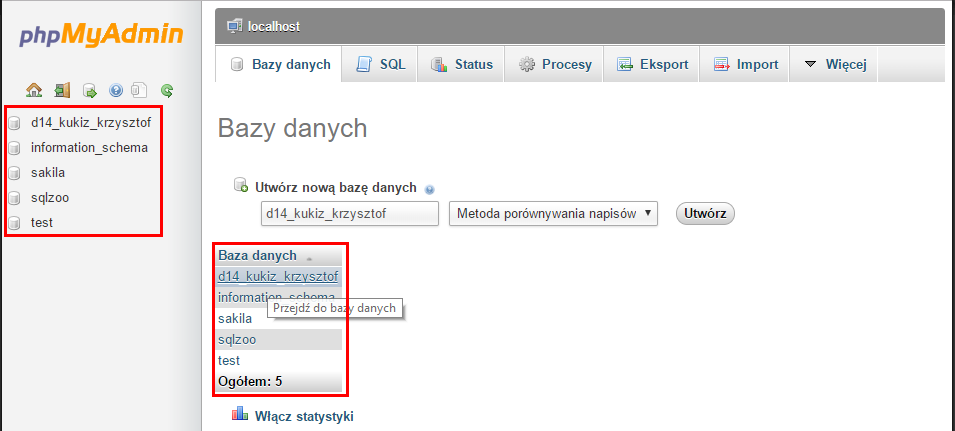 phpMyAdmin
d14_kukiz_krzysztof
information_schema
sakila
sqlzoo
test
localhost
Bazy danych SQL Status Procesy Eksport Import Więcej
Bazy danych
Utwórz nową bazę danych
d14_kukiz_krzysztof Metoda porównywania napisów Utwórz
Baza danych
d14_kukiz_krzysztof
information_schema
Przejdź do bazy danych
sakila
sqlzoo
test
Ogółem: 5
Włącz statystyki